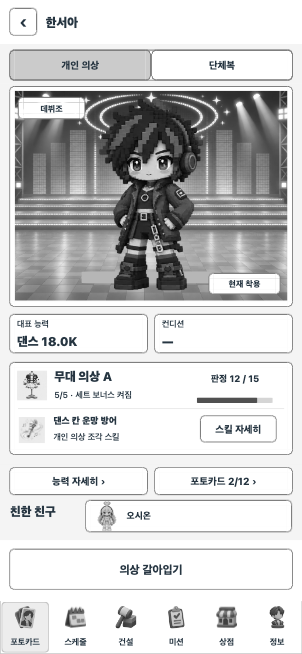 한서아
개인 의상
단체복
데뷔조
현재 착용
대표 능력
댄스 18.0K
컨디션
—
무대 의상 A
5/5 · 세트 보너스 켜짐
판정 12 / 15
댄스 칸 운망 방어
개인 의상 조각 스킬
스킬 자세히
능력 자세히 ›
포토카드 2/12 ›
친한 친구
오시온
의상 갈아입기
포토카드
스케줄
건설
미션
상점
정보